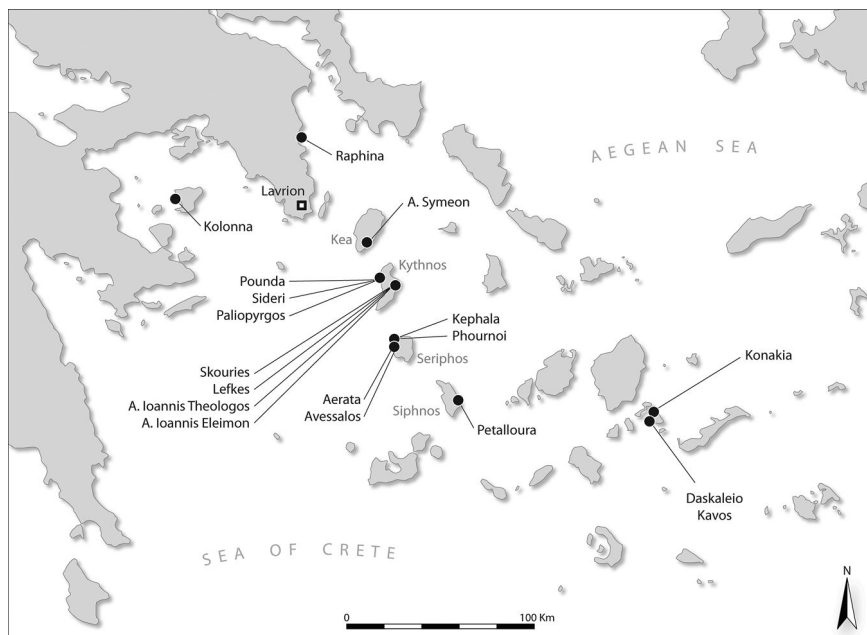 AEGEAN SEA
Raphina
Lavrion
A. Symeon
Kolonna
Kea
Kythnos
Pounda
Sideri
Paliopyrgos
Kephala
Phournoi
Konakia
Seriphos
Skouries
Lefkes
A. Ioannis Theologos
A. Ioannis Eleimon
Aerata
Avessalos
Siphnos
Petalloura
Daskaleio
Kavos
SEA OF CRETE
N
0 100 Km